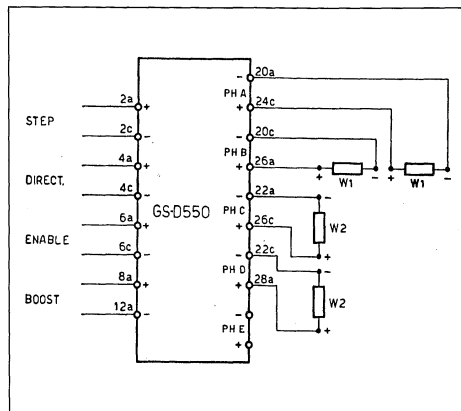 20a
2a
+
-
PH A
24c
+
STEP
2c
-
20c
-
4a
+
PH B
26a
+
+
-
+
-
W1
W1
DIRECT.
4c
-
22a
-
-
GS-D550
PH C
6a
+
26c
+
W2
ENABLE
6c
-
22c
-
+
-
8a
+
PH D
28a
+
W2
BOOST
12a
-
-
+
PH E
+